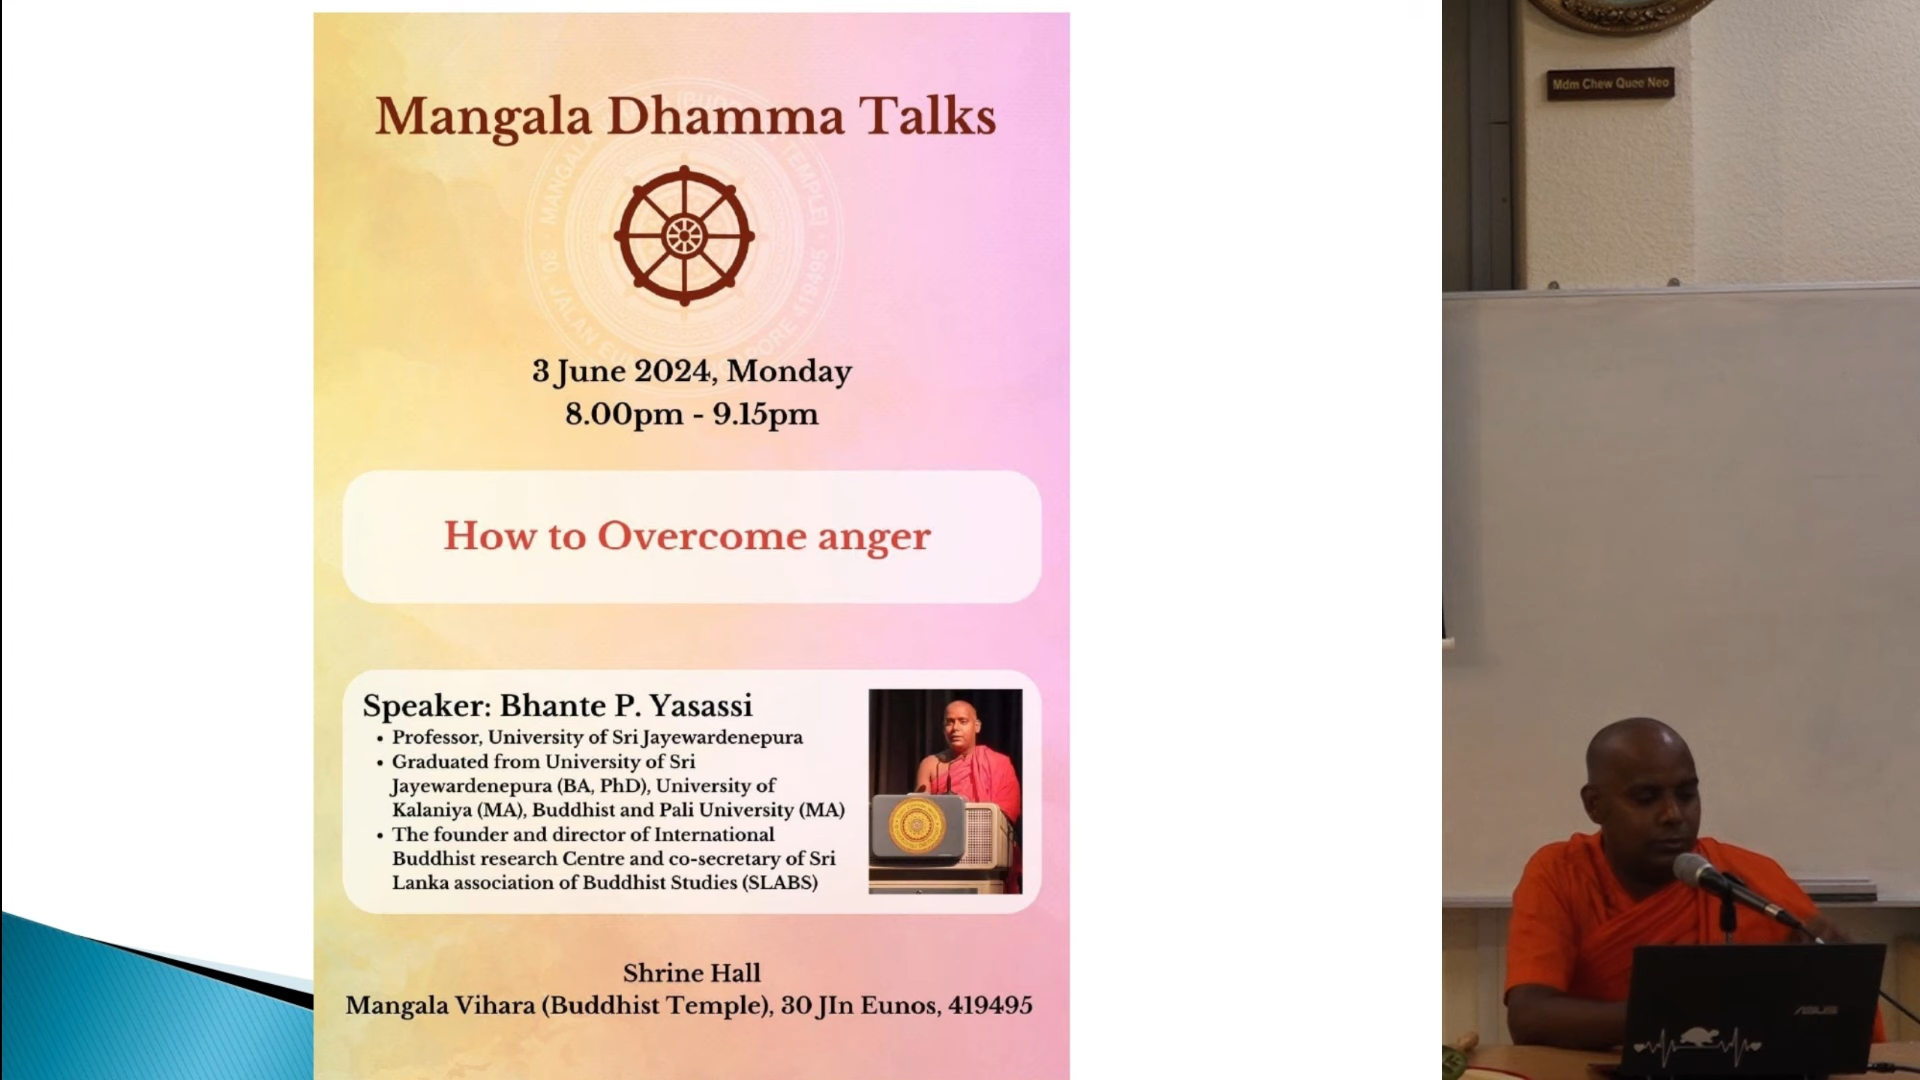 Mangala Dhamma Talks
3 June 2024, Monday
8.00pm - 9.15pm
How to Overcome anger
Speaker: Bhante P. Yasassi
• Professor, University of Sri Jayewardenepura
• Graduated from University of Sri
Jayewardenepura (BA, PhD), University of
Kalaniya (MA), Buddhist and Pali University (MA)
• The founder and director of International
Buddhist research Centre and co-secretary of Sri
Lanka association of Buddhist Studies (SLABS)
Shrine Hall
Mangala Vihara (Buddhist Temple), 30 JIn Eunos, 419495
Mdm Chew Quee Neo
ASUS